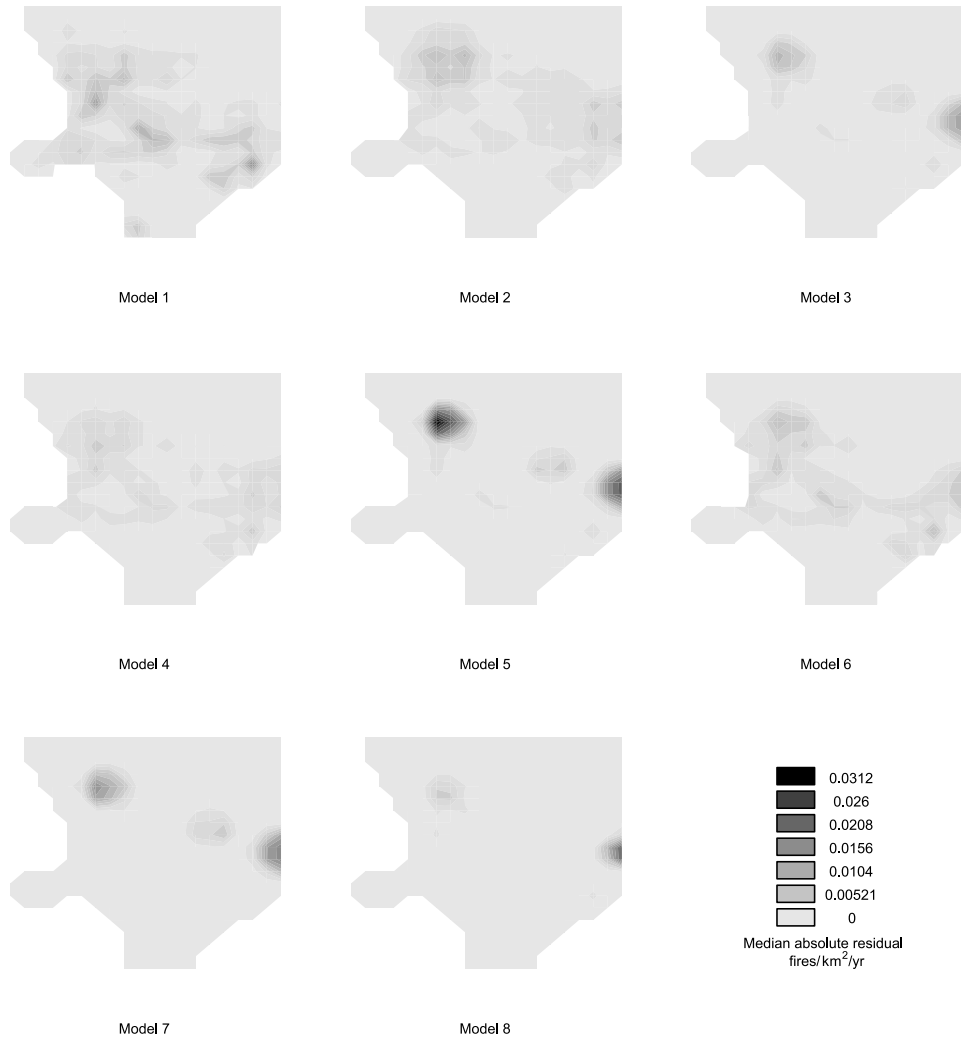 Model 1
Model 2
Model 3
Model 4
Model 5
Model 6
Model 7
Model 8
0.0312
0.026
0.0208
0.0156
0.0104
0.00521
0
Median absolute residual
fires/km²/yr